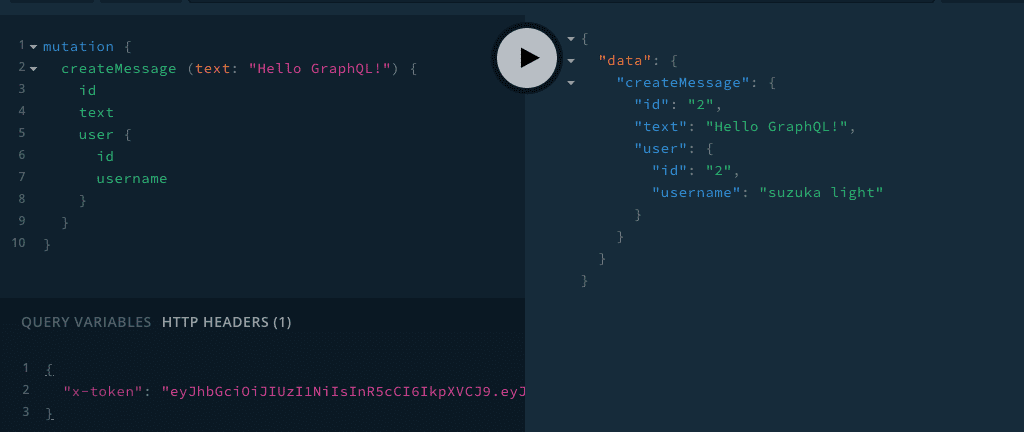 1 mutation {
2 createMessage (text: "Hello GraphQL!") {
3 id
4 text
5 user {
6 id
7 username
8 }
9 }
10 }
{
"data": {
"createMessage": {
"id": "2",
"text": "Hello GraphQL!",
"user": {
"id": "2",
"username": "suzuka light"
}
}
}
}
QUERY VARIABLES HTTP HEADERS (1)
1 {
2 "x-token": "eyJhbGciOiJIUzI1NiIsInR5cCI6IkpXVCJ9.eyJ
3 }